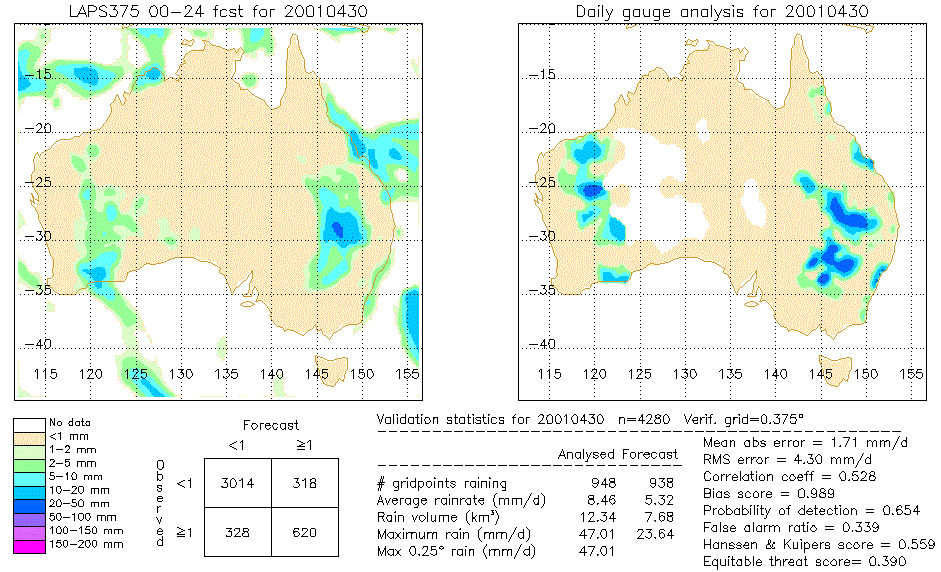 LAPS375 00-24 fcst for 20010430
Daily gauge analysis for 20010430
-15
-20
-25
-30
-35
-40
115 120 125 130 135 140 145 150 155
-15
-20
-25
-30
-35
-40
115 120 125 130 135 140 145 150 155
No data
<1 mm
1-2 mm
2-5 mm
5-10 mm
10-20 mm
20-50 mm
50-100 mm
100-150 mm
150-200 mm
Forecast
<1 ≥1
Observed
<1 3014 318
≥1 328 620
Validation statistics for 20010430 n=4280 Verif. grid=0.375°
Analysed Forecast
# gridpoints raining 948 938
Average rainrate (mm/d) 8.46 5.32
Rain volume (km³) 12.34 7.68
Maximum rain (mm/d) 47.01 23.64
Max 0.25° rain (mm/d) 47.01
Mean abs error = 1.71 mm/d
RMS error = 4.30 mm/d
Correlation coeff = 0.528
Bias score = 0.989
Probability of detection = 0.654
False alarm ratio = 0.339
Hanssen & Kuipers score = 0.559
Equitable threat score= 0.390